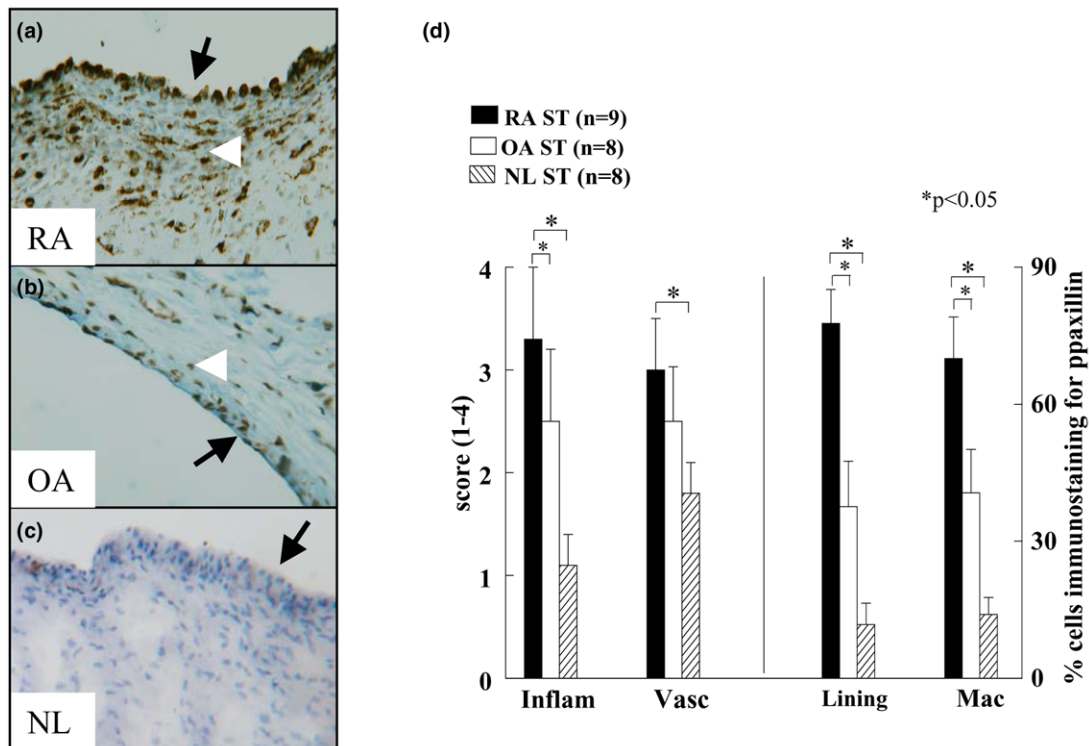 (a)
RA
(b)
OA
(c)
NL
(d)
RA ST (n=9)
OA ST (n=8)
NL ST (n=8)
*p<0.05
* * * * * * *
score (1-4)
4
3
2
1
0
Inflam Vasc Lining Mac
90
60
30
0
% cells immunostaining for ppaxillin